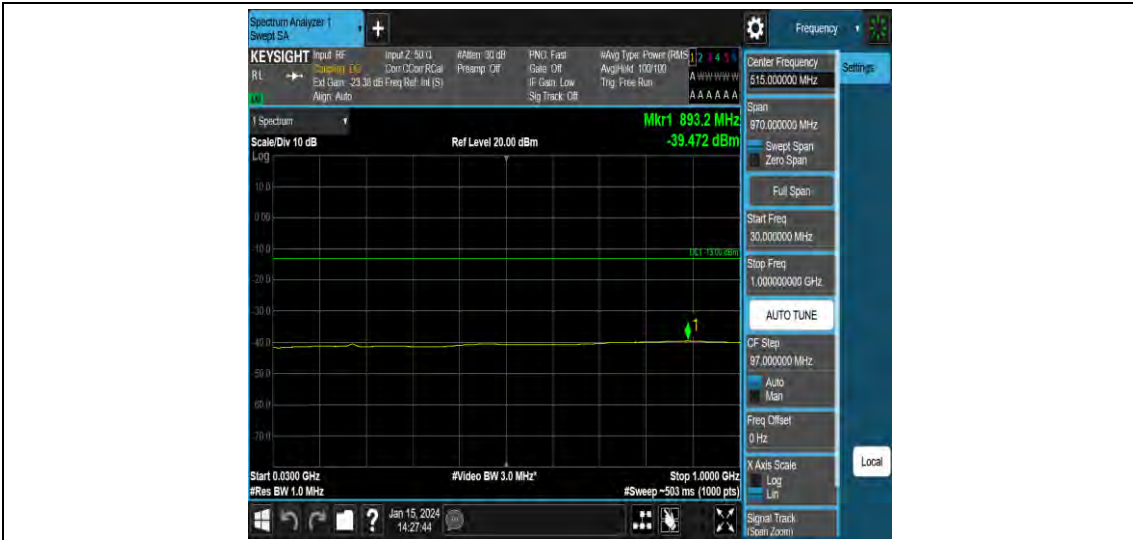 Spectrum Analyzer 1
Swept SA
+
Frequency
KEYSIGHT
Input: RF
Input Z: 50 Ω
#Atten: 30 dB
PNO: Fast
#Avg Type: Power (RMS
1 2 3 4 5 6
RL
Coupling: DC
Corr CCorr RCal
Preamp: Off
Gate: Off
Avg|Hold: 100/100
A WW WW W
Ext Gain: -23.38 dB
Freq Ref: Int (S)
IF Gain: Low
Trig: Free Run
Align: Auto
Sig Track: Off
A A A A A A
1 Spectrum
Mkr1 893.2 MHz
Scale/Div 10 dB
Ref Level 20.00 dBm
-39.472 dBm
Log
10.0
0.00
-10.0
DL1 -13.00 dBm
-20.0
-30.0
1
-40.0
-50.0
-60.0
-70.0
Start 0.0300 GHz
#Video BW 3.0 MHz*
Stop 1.0000 GHz
#Res BW 1.0 MHz
#Sweep ~503 ms (1000 pts)
?
Jan 15, 2024
14:27:44
Center Frequency
515.000000 MHz
Settings
Span
970.000000 MHz
Swept Span
Zero Span
Full Span
Start Freq
30.000000 MHz
Stop Freq
1.000000000 GHz
AUTO TUNE
CF Step
97.000000 MHz
Auto
Man
Freq Offset
0 Hz
X Axis Scale
Log
Lin
Local
Signal Track
(Span Zoom)